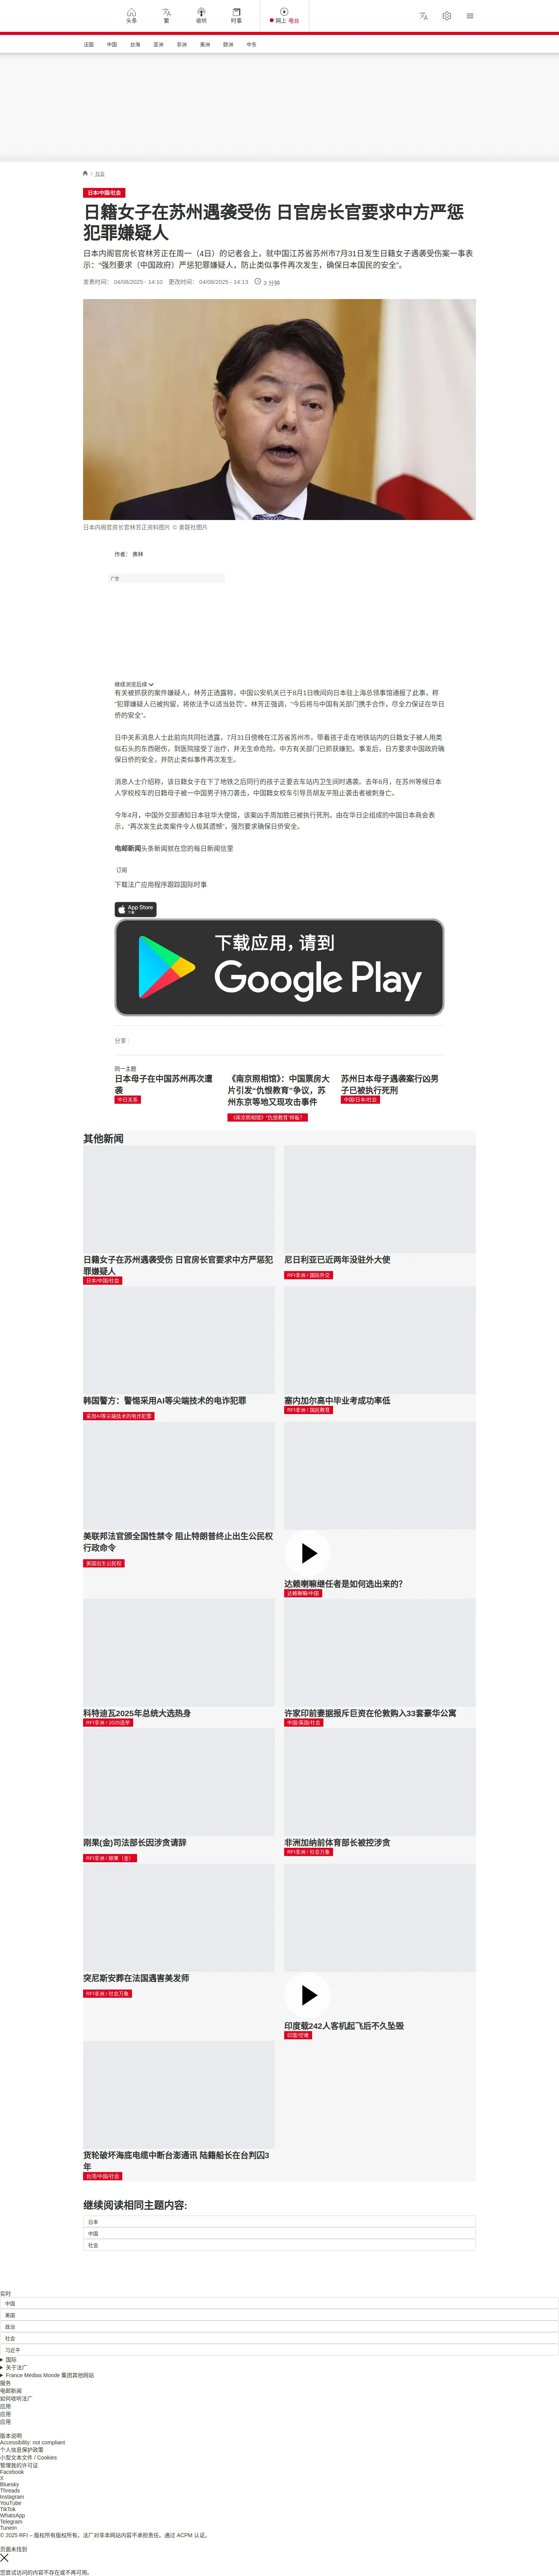 头条
繁
收听
时事
网上 电台
法国 中国 台海 亚洲 非洲 美洲 欧洲 中东
/ 社会
日本/中国/社会
日籍女子在苏州遇袭受伤 日官房长官要求中方严惩
犯罪嫌疑人
日本内阁官房长官林芳正在周一（4日）的记者会上，就中国江苏省苏州市7月31日发生日籍女子遇袭受伤案一事表
示：“强烈要求（中国政府）严惩犯罪嫌疑人，防止类似事件再次发生，确保日本国民的安全”。
发表时间： 04/08/2025 - 14:10 更改时间： 04/08/2025 - 14:13 3 分钟
日本内阁官房长官林芳正资料图片 © 美联社图片
作者： 弗林
广告
继续浏览后续
有关被抓获的案件嫌疑人，林芳正透露称，中国公安机关已于8月1日晚间向日本驻上海总领事馆通报了此事，称
“犯罪嫌疑人已被拘留，将依法予以适当处罚”。林芳正强调，“今后将与中国有关部门携手合作，尽全力保证在华日
侨的安全”。
日中关系消息人士此前向共同社透露，7月31日傍晚在江苏省苏州市，带着孩子走在地铁站内的日籍女子被人用类
似石头的东西砸伤，到医院接受了治疗，并无生命危险。中方有关部门已抓获嫌犯。事发后，日方要求中国政府确
保日侨的安全，并防止类似事件再次发生。
消息人士介绍称，该日籍女子在下了地铁之后同行的孩子正要去车站内卫生间时遇袭。去年6月，在苏州等候日本
人学校校车的日籍母子被一中国男子持刀袭击，中国籍女校车引导员胡友平阻止袭击者被刺身亡。
今年4月，中国外交部通知日本驻华大使馆，该案凶手周加胜已被执行死刑。由在华日企组成的中国日本商会表
示，“再次发生此类案件令人极其遗憾”，强烈要求确保日侨安全。
电邮新闻头条新闻就在您的每日新闻信里
订阅
下载法广应用程序跟踪国际时事
App Store
下载
下载应用，请到
Google Play
分享 :
同一主题
日本母子在中国苏州再次遭
袭
中日关系
《南京照相馆》：中国票房大
片引发“仇恨教育”争议，苏
州东京等地又现攻击事件
《南京照相馆》“仇恨教育”样板？
苏州日本母子遇袭案行凶男
子已被执行死刑
中国/日本/社会
其他新闻
日籍女子在苏州遇袭受伤 日官房长官要求中方严惩犯
罪嫌疑人
日本/中国/社会
尼日利亚已近两年没驻外大使
RFI非洲 / 国际外交
韩国警方：警惕采用AI等尖端技术的电诈犯罪
采用AI等尖端技术的电诈犯罪
塞内加尔高中毕业考成功率低
RFI非洲 / 国民教育
美联邦法官颁全国性禁令 阻止特朗普终止出生公民权
行政命令
美国出生公民权
达赖喇嘛继任者是如何选出来的？
达赖喇嘛/中国
科特迪瓦2025年总统大选热身
RFI非洲 / 2025选举
许家印前妻据报斥巨资在伦敦购入33套豪华公寓
中国/英国/社会
刚果(金)司法部长因涉贪请辞
RFI非洲 / 刚果（金）
非洲加纳前体育部长被控涉贪
RFI非洲 / 社会万象
突尼斯安葬在法国遇害美发师
RFI非洲 / 社会万象
印度载242人客机起飞后不久坠毁
印度/空难
货轮破坏海底电缆中断台澎通讯 陆籍船长在台判囚3
年
台湾/中国/社会
继续阅读相同主题内容:
日本
中国
社会
实时
中国
美国
政治
社会
习近平
国际
关于法广
France Médias Monde 集团其他网站
服务
电邮新闻
如何收听法广
应用
应用
应用
版本说明
Accessibility: not compliant
个人信息保护政策
小型文本文件 / Cookies
管理我的许可证
Facebook
X
Bluesky
Threads
Instagram
YouTube
TikTok
WhatsApp
Telegram
TuneIn
© 2025 RFI – 版权所有版权所有。法广对非本网站内容不承担责任。通过 ACPM 认证。
页面未找到
您尝试访问的内容不存在或不再可用。